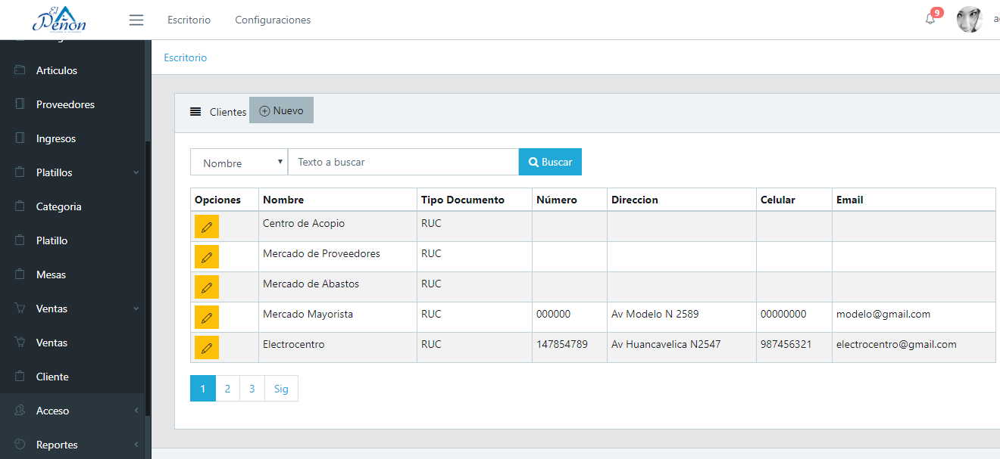 El Peñon
Escritorio Configuraciones 9
Escritorio
Articulos
Proveedores
Ingresos
Platillos
Categoria
Platillo
Mesas
Ventas
Ventas
Cliente
Acceso
Reportes
Clientes Nuevo
Nombre Texto a buscar Buscar
Opciones Nombre Tipo Documento Número Direccion Celular Email
Centro de Acopio RUC
Mercado de Proveedores RUC
Mercado de Abastos RUC
Mercado Mayorista RUC 000000 Av Modelo N 2589 00000000 modelo@gmail.com
Electrocentro RUC 147854789 Av Huancavelica N2547 987456321 electrocentro@gmail.com
1 2 3 Sig